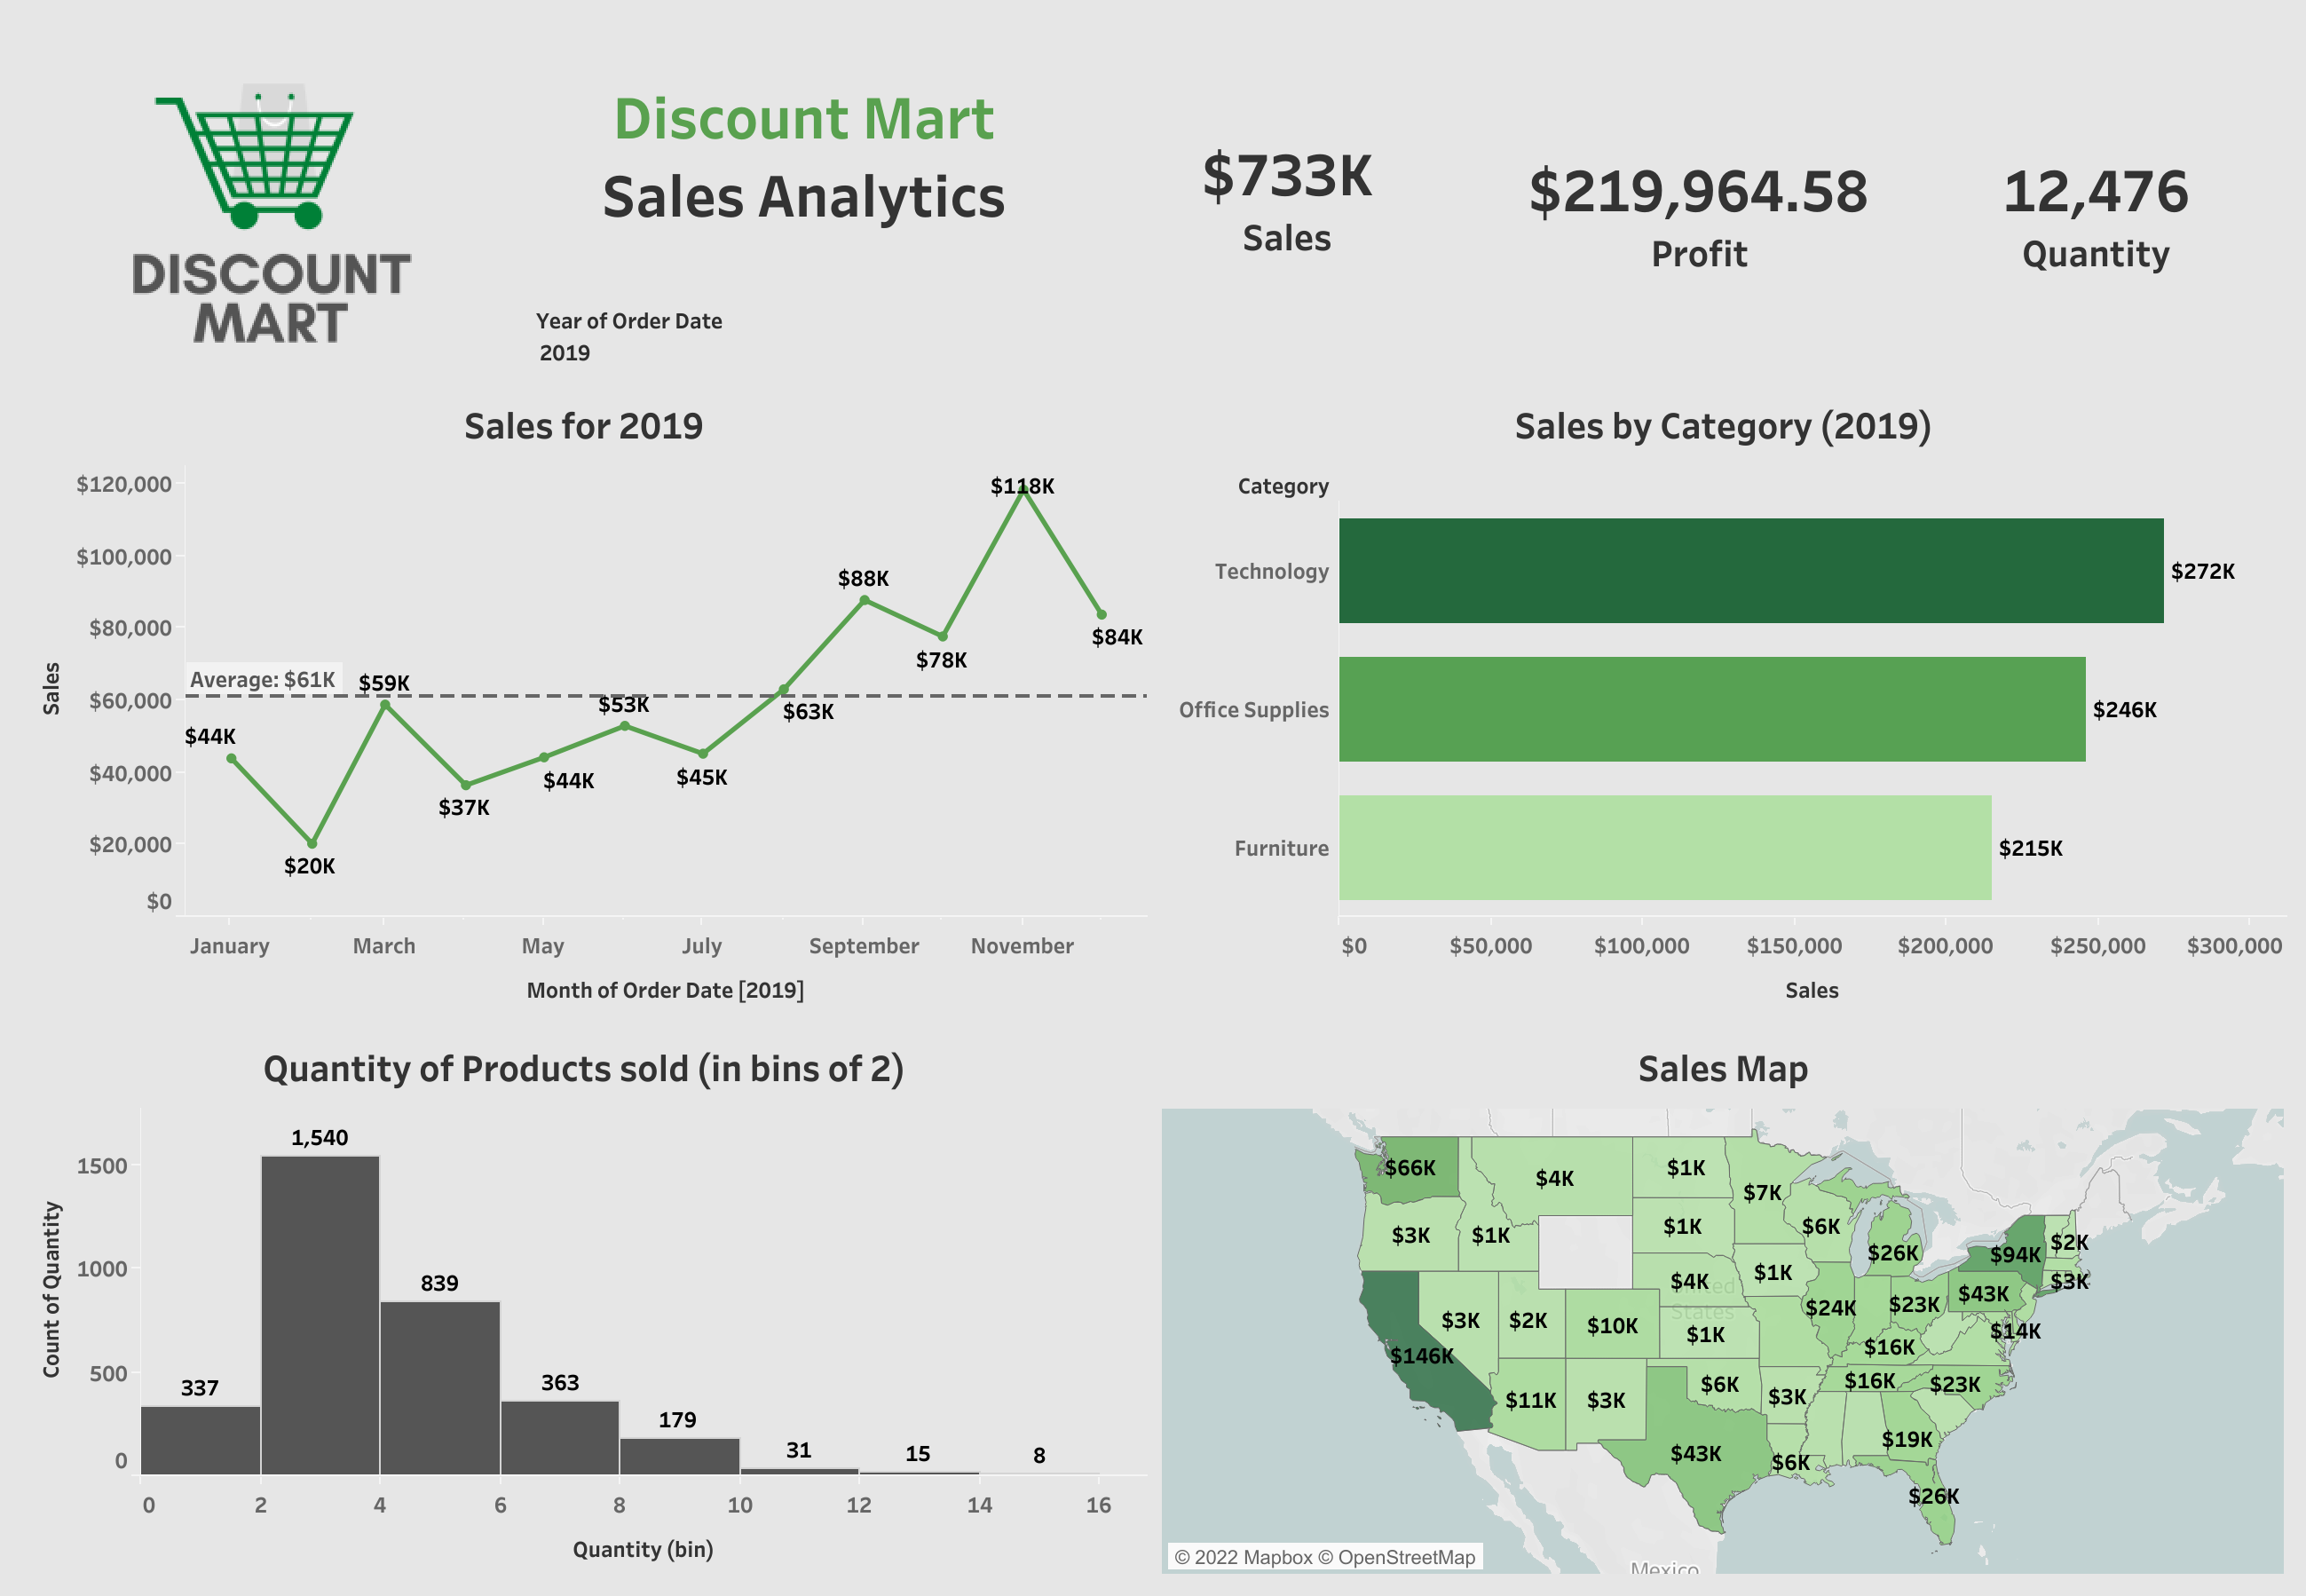 DISCOUNT
MART
Discount Mart
Sales Analytics
Year of Order Date
2019
$733K
Sales
$219,964.58
Profit
12,476
Quantity
Sales for 2019
Sales
$120,000
$100,000
$80,000
$60,000
$40,000
$20,000
$0
Average: $61K
$44K
$20K
$59K
$37K
$44K
$53K
$45K
$63K
$88K
$78K
$118K
$84K
January March May July September November
Month of Order Date [2019]
Sales by Category (2019)
Category
Technology $272K
Office Supplies $246K
Furniture $215K
$0 $50,000 $100,000 $150,000 $200,000 $250,000 $300,000
Sales
Quantity of Products sold (in bins of 2)
Count of Quantity
1500
1000
500
0
337
1,540
839
363
179
31
15
8
0 2 4 6 8 10 12 14 16
Quantity (bin)
Sales Map
$66K
$4K
$1K
$7K
$3K
$1K
$1K
$6K
$26K
$94K
$2K
$3K
$4K
$1K
$24K
$23K
$43K
$14K
$3K
$2K
$10K
$1K
$16K
$146K
$11K
$3K
$6K
$3K
$16K
$23K
$43K
$6K
$19K
$26K
United
States
Mexico
© 2022 Mapbox © OpenStreetMap